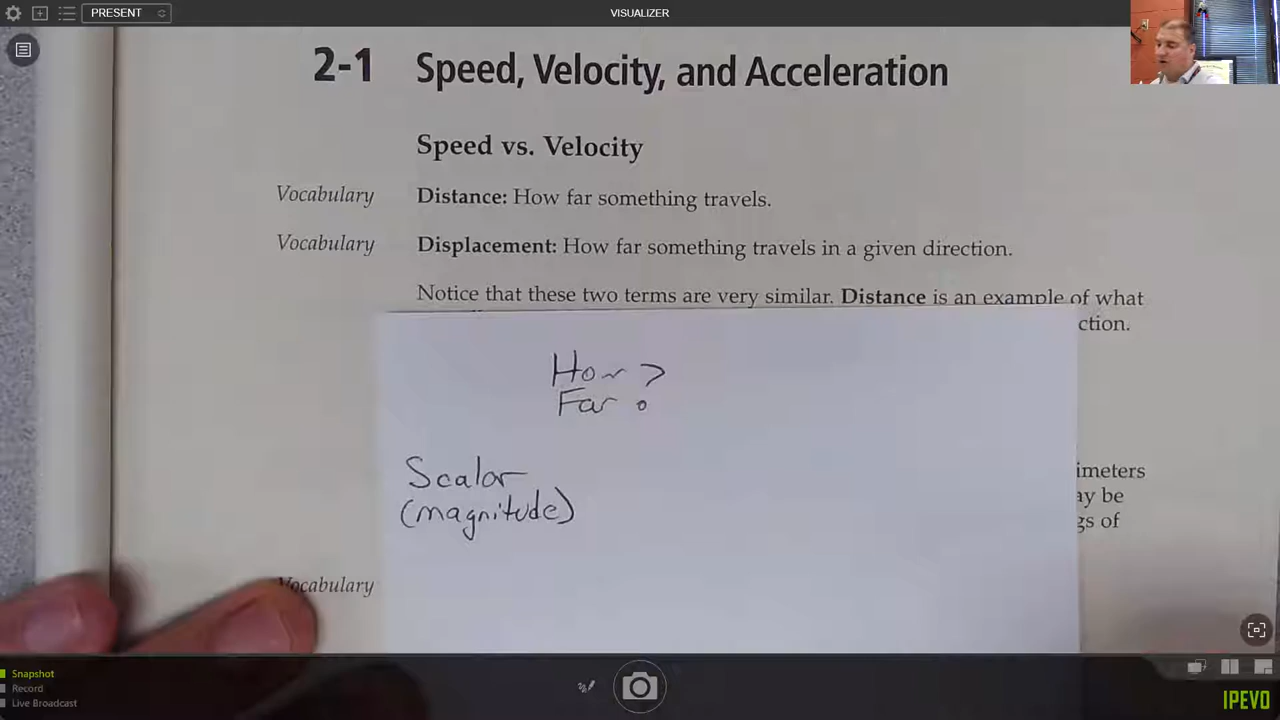 PRESENT
VISUALIZER
2-1 Speed, Velocity, and Acceleration
Speed vs. Velocity
Vocabulary Distance: How far something travels.
Vocabulary Displacement: How far something travels in a given direction.
Notice that these two terms are very similar. Distance is an example of what
ction.
How ?
Far
Scalar
(magnitude)
imeters
ay be
gs of
Vocabulary
Snapshot
Record
Live Broadcast
IPEVO